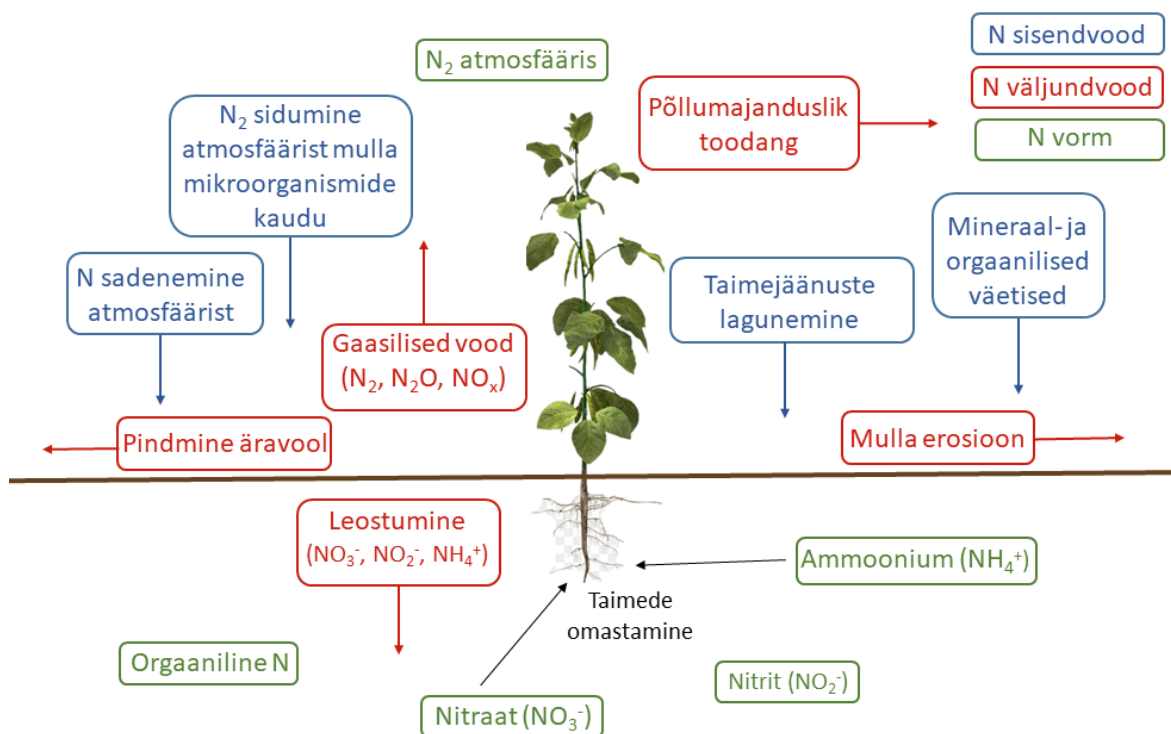 N₂ atmosfääris
N sisendvood
N väljundvood
N vorm
N₂ sidumine
atmosfäärist mulla
mikroorganismide
kaudu
Põllumajanduslik
toodang
N sadenemine
atmosfäärist
Gaasilised vood
(N₂, N₂O, NOₓ)
Taimejäänuste
lagunemine
Mineraal- ja
orgaanilised
väetised
Pindmine äravool
Mulla erosioon
Leostumine
(NO₃⁻, NO₂⁻, NH₄⁺)
Ammoonium (NH₄⁺)
Taimede
omastamine
Orgaaniline N
Nitraat (NO₃⁻)
Nitrit (NO₂⁻)